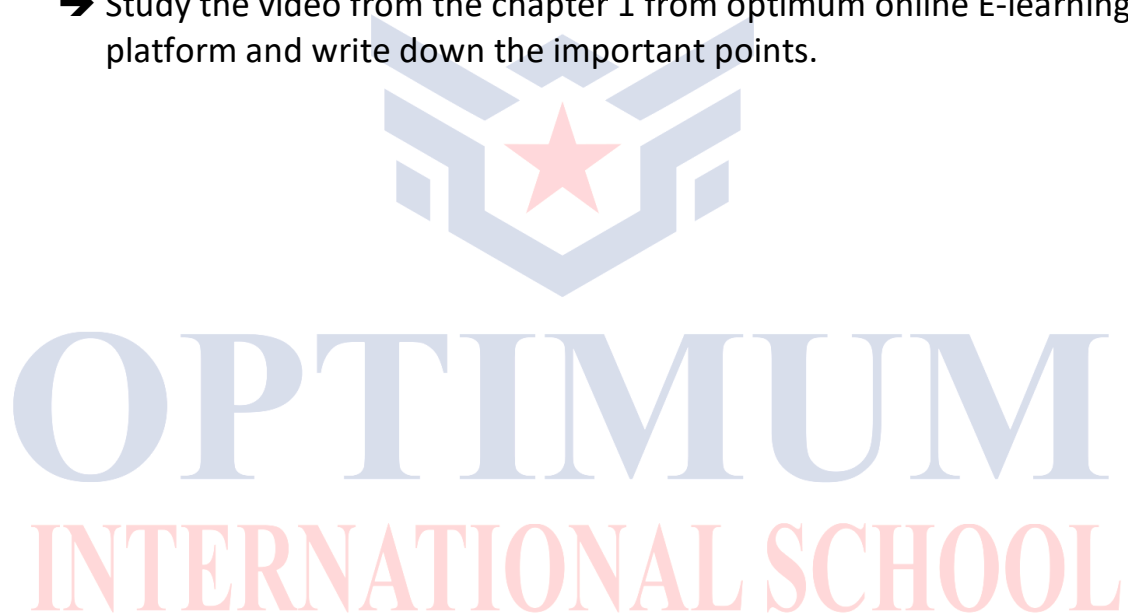 ➔ Study the video from the chapter 1 from optimum online E-learning
platform and write down the important points.
OPTIMUM
INTERNATIONAL SCHOOL